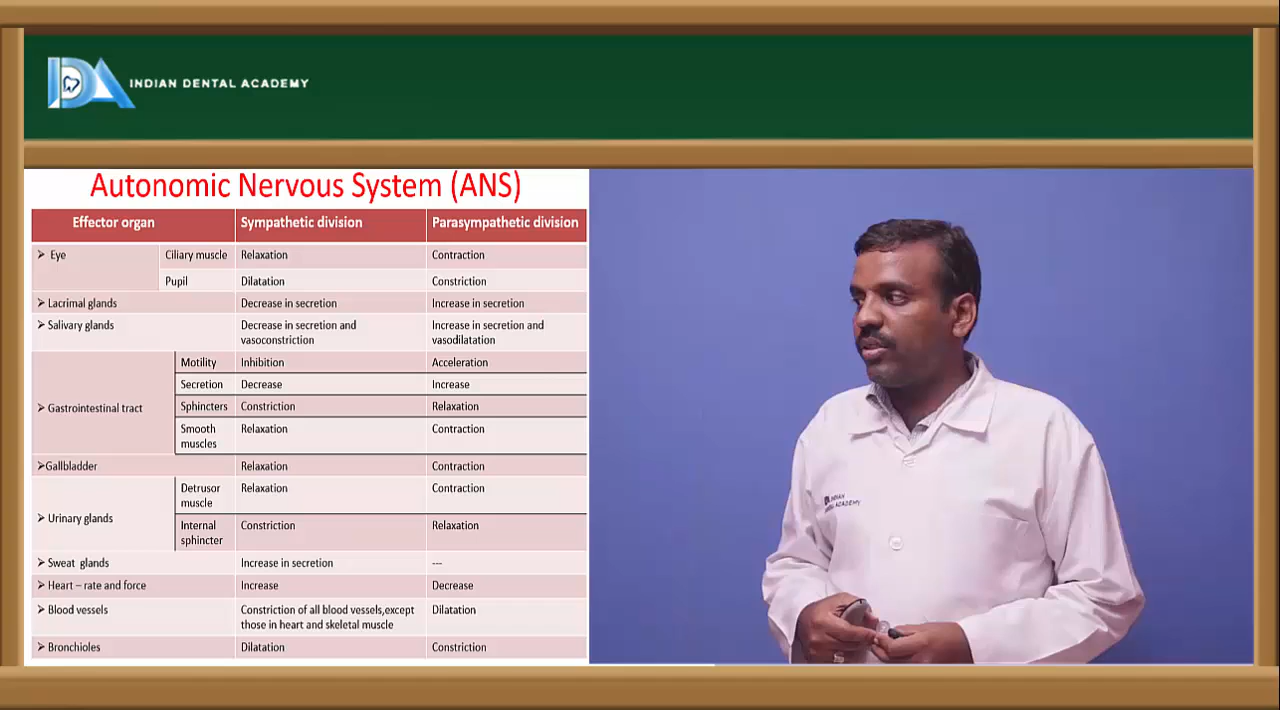 INDIAN DENTAL ACADEMY
Autonomic Nervous System (ANS)
Effector organ Sympathetic division Parasympathetic division
➢ Eye Ciliary muscle Relaxation Contraction
Pupil Dilatation Constriction
➢ Lacrimal glands Decrease in secretion Increase in secretion
➢ Salivary glands Decrease in secretion and Increase in secretion and
vasoconstriction vasodilatation
Motility Inhibition Acceleration
Secretion Decrease Increase
➢ Gastrointestinal tract Sphincters Constriction Relaxation
Smooth Relaxation Contraction
muscles
➢Gallbladder Relaxation Contraction
Detrusor Relaxation Contraction
muscle
➢ Urinary glands
Internal Constriction Relaxation
sphincter
➢ Sweat glands Increase in secretion ---
➢ Heart – rate and force Increase Decrease
➢ Blood vessels Constriction of all blood vessels,except Dilatation
those in heart and skeletal muscle
➢ Bronchioles Dilatation Constriction
INDIAN
DENTAL ACADEMY